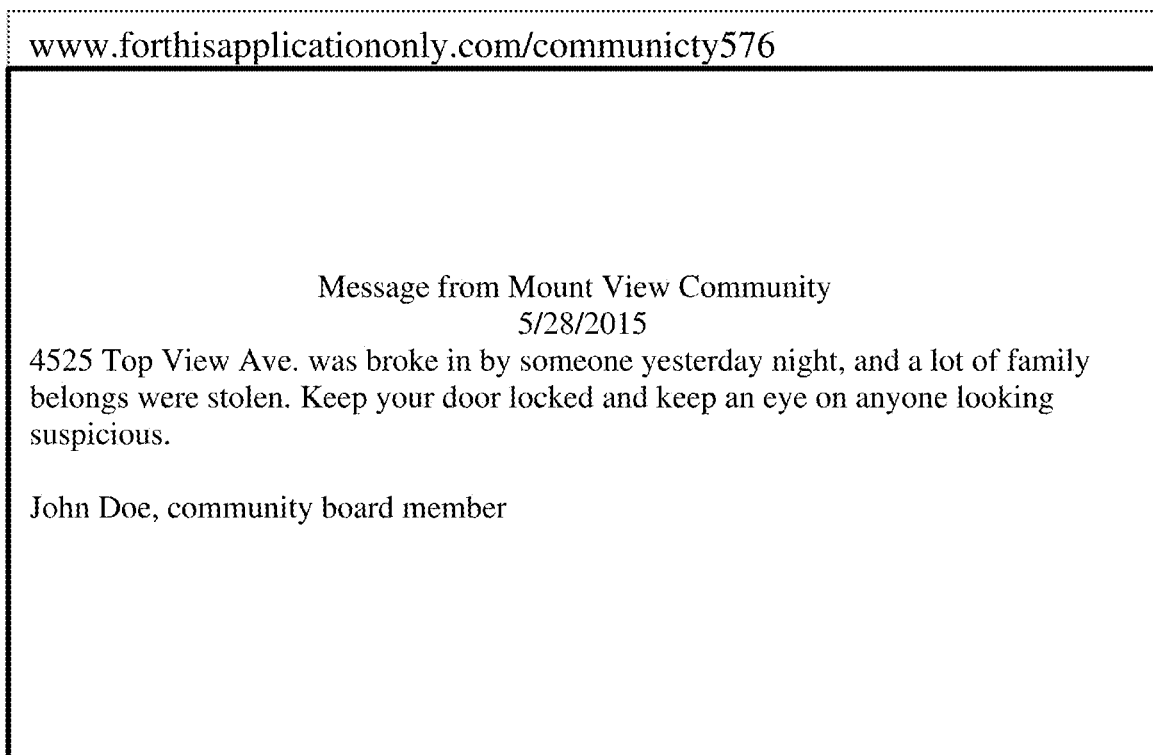 www.forthisapplicationonly.com/communicty576
Message from Mount View Community
5/28/2015
4525 Top View Ave. was broke in by someone yesterday night, and a lot of family
belongs were stolen. Keep your door locked and keep an eye on anyone looking
suspicious.
John Doe, community board member